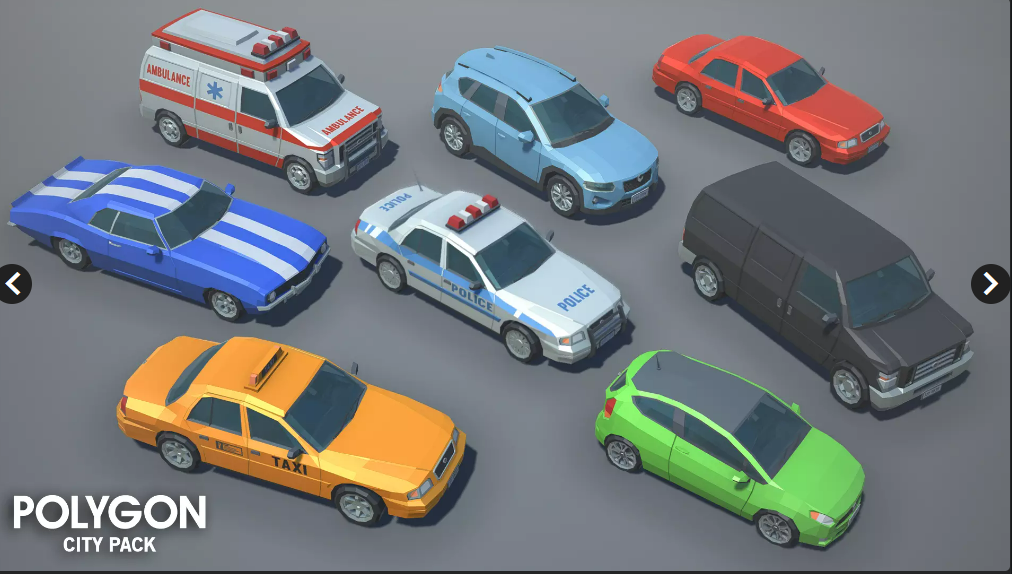 AMBULANCE
AMBULANCE
POLICE
POLICE
POLICE
TAXI
POLYGON
CITY PACK